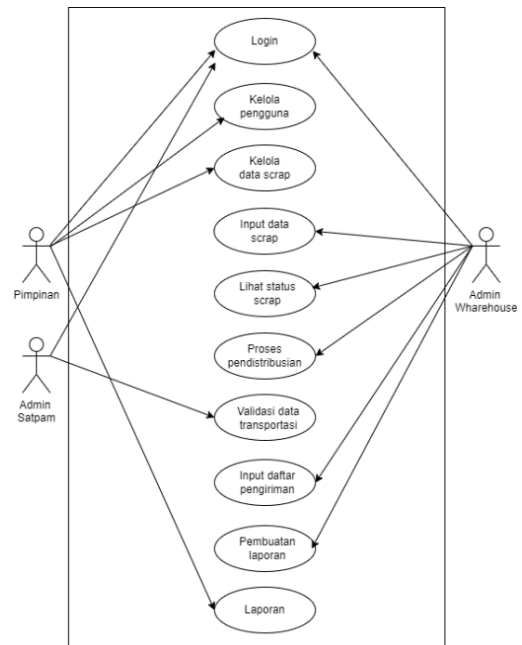 Login
Kelola
pengguna
Kelola
data scrap
Input data
scrap
Pimpinan
Admin
Wharehouse
Lihat status
scrap
Proses
pendistribusian
Admin
Satpam
Validasi data
transportasi
Input daftar
pengiriman
Pembuatan
laporan
Laporan